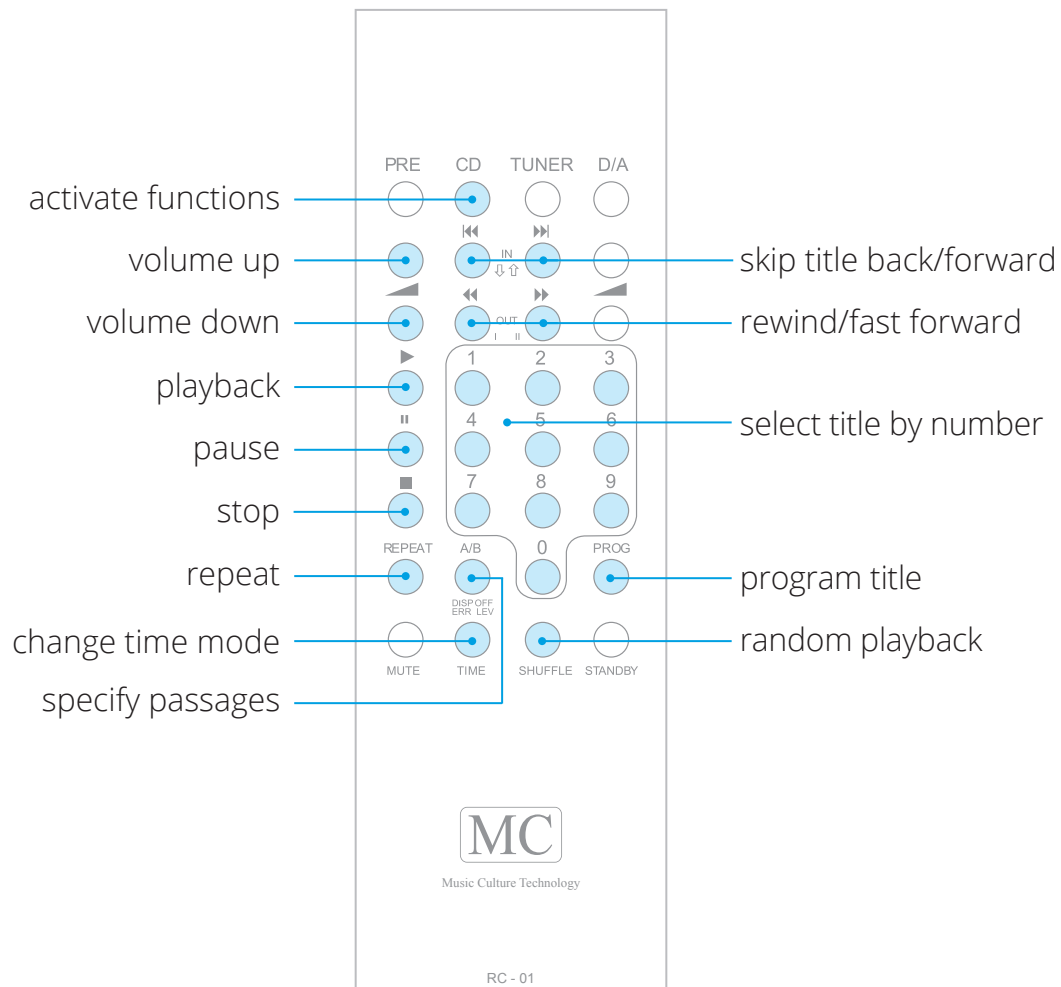 PRE CD TUNER D/A
activate functions
IN
volume up
skip title back/forward
volume down
rewind/fast forward
OUT
I II
1 2 3
playback
4 5 6
select title by number
pause
7 8 9
stop
REPEAT A/B 0 PROG
repeat
program title
DISP OFF
ERR LEV
change time mode
random playback
MUTE TIME SHUFFLE STANDBY
specify passages
MC
Music Culture Technology
RC - 01